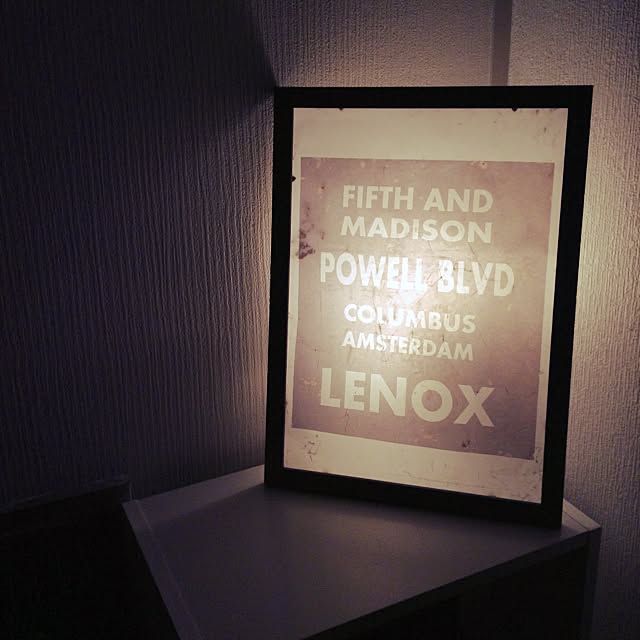 FIFTH AND
MADISON
POWELL BLVD
COLUMBUS
AMSTERDAM
LENOX